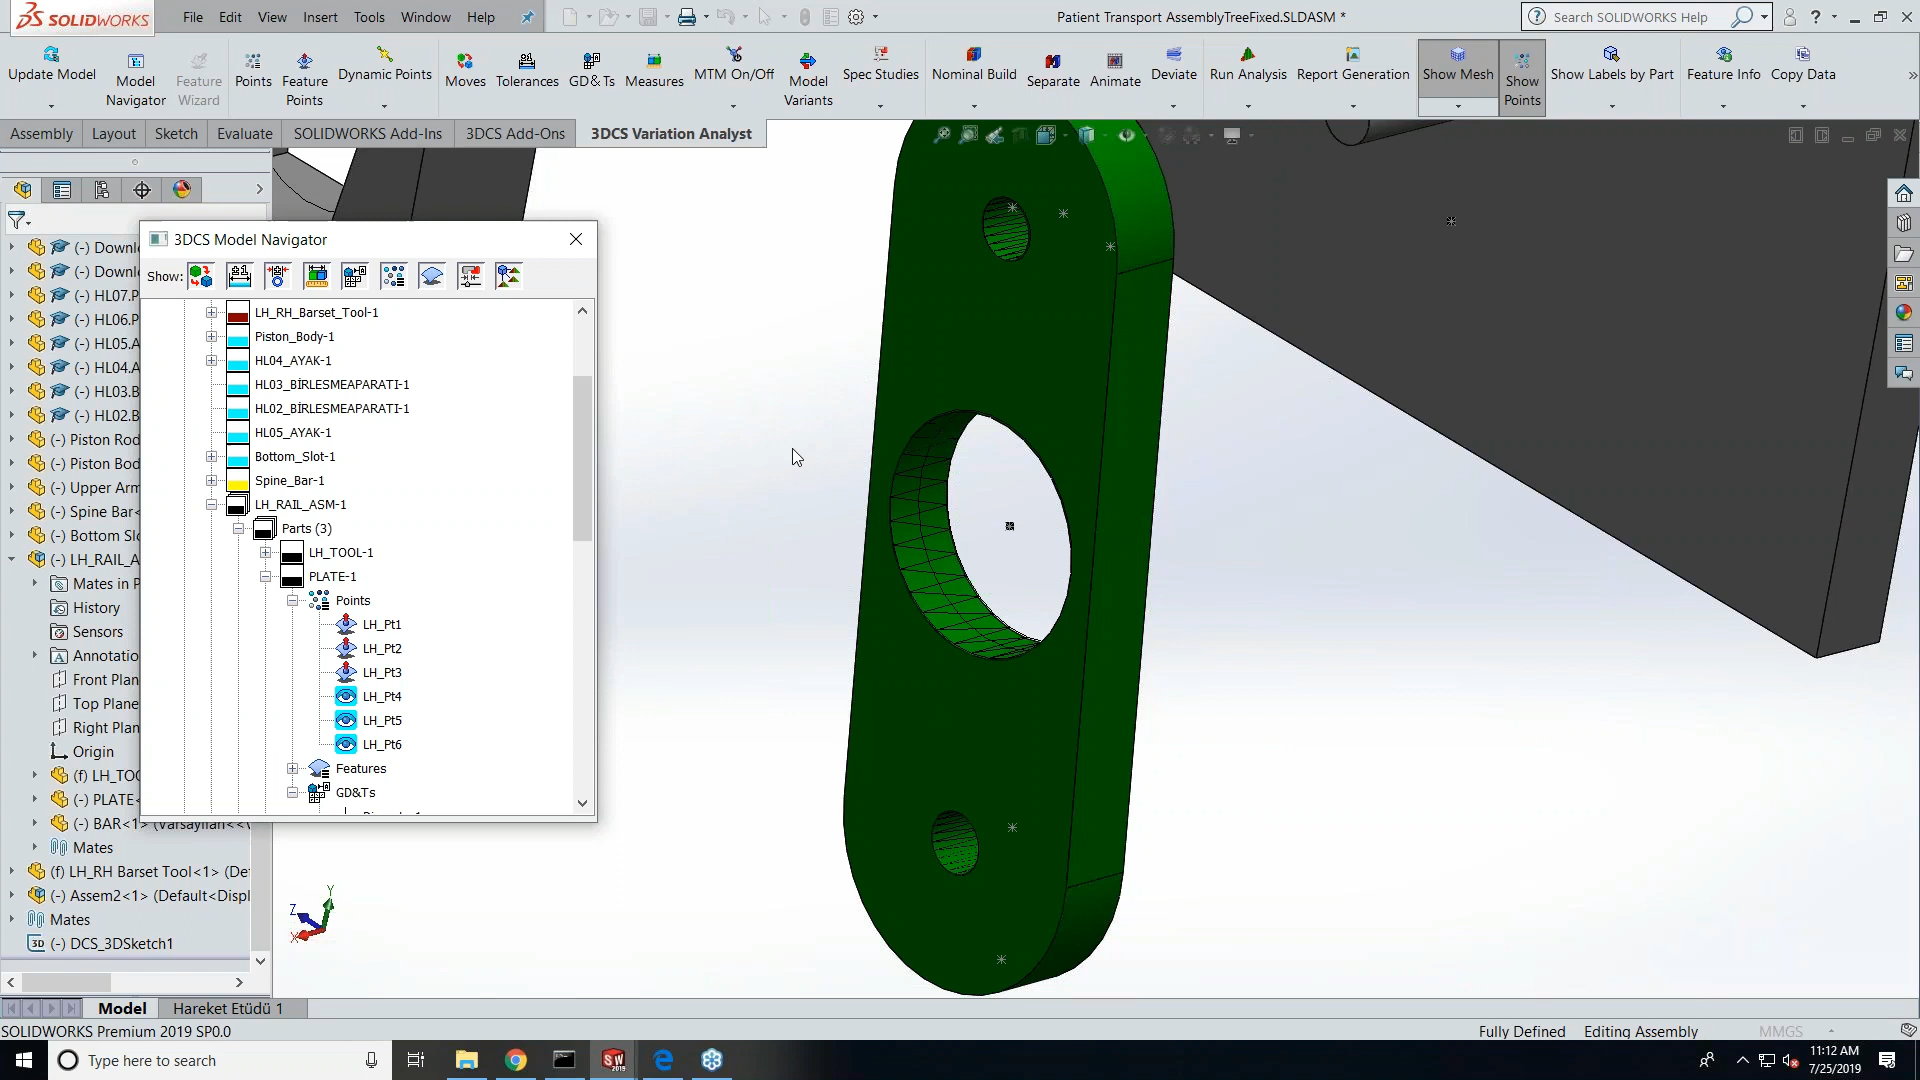 SOLIDWORKS File Edit View Insert Tools Window Help Patient Transport AssemblyTreeFixed.SLDASM * Search SOLIDWORKS Help
Update Model
Model Navigator
Feature Wizard
Points
Feature Points
Dynamic Points
Moves
Tolerances
GD&Ts
Measures
MTM On/Off
Model Variants
Spec Studies
Nominal Build
Separate
Animate
Deviate
Run Analysis
Report Generation
Show Mesh
Show Points
Show Labels by Part
Feature Info
Copy Data
Assembly Layout Sketch Evaluate SOLIDWORKS Add-Ins 3DCS Add-Ons 3DCS Variation Analyst
(-) Downl
(-) Downl
(-) HL07.P
(-) HL06.P
(-) HL05.A
(-) HL04.A
(-) HL03.B
(-) HL02.B
(-) Piston Rod
(-) Piston Bod
(-) Upper Arm
(-) Spine Bar<
(-) Bottom Slo
(-) LH_RAIL_A
Mates in P
History
Sensors
Annotatio
Front Plan
Top Plane
Right Plan
Origin
(f) LH_TOO
(-) PLATE<
(-) BAR<1> (Varsayılan<<V
Mates
(f) LH_RH Barset Tool<1> (De
(-) Assem2<1> (Default<Displ
Mates
3D (-) DCS_3DSketch1
3DCS Model Navigator
Show:
LH_RH_Barset_Tool-1
Piston_Body-1
HL04_AYAK-1
HL03_BİRLESMEAPARATI-1
HL02_BİRLESMEAPARATI-1
HL05_AYAK-1
Bottom_Slot-1
Spine_Bar-1
LH_RAIL_ASM-1
Parts (3)
LH_TOOL-1
PLATE-1
Points
LH_Pt1
LH_Pt2
LH_Pt3
LH_Pt4
LH_Pt5
LH_Pt6
Features
GD&Ts
Y
Z
X
Model Hareket Etüdü 1
SOLIDWORKS Premium 2019 SP0.0 Fully Defined Editing Assembly MMGS
Type here to search
11:12 AM
7/25/2019